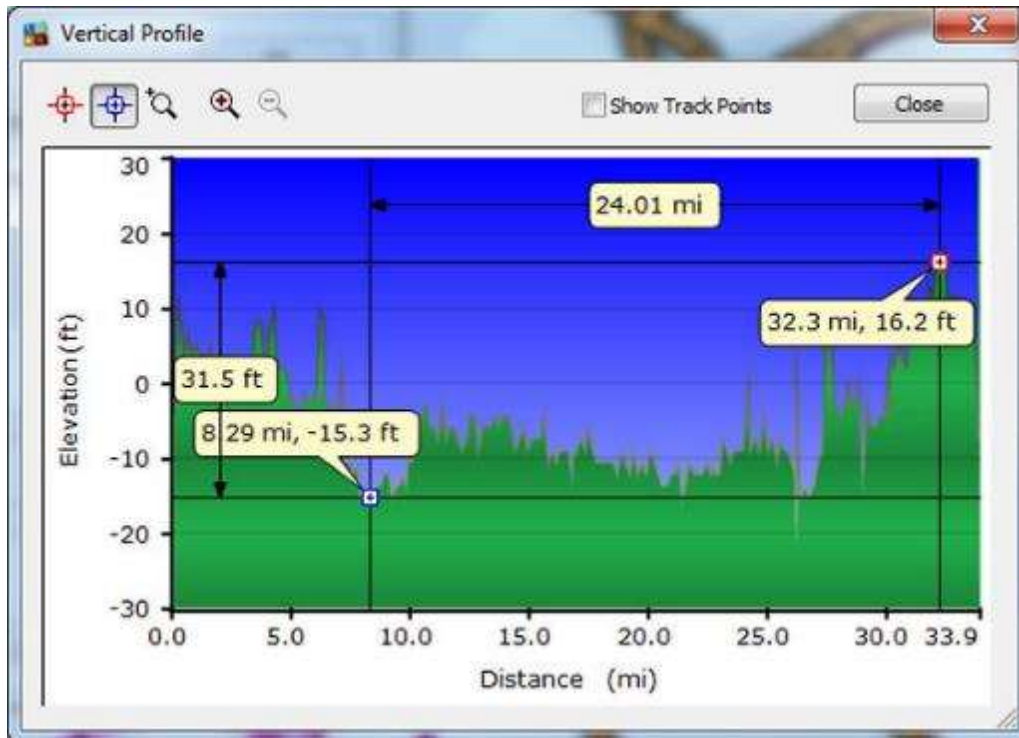 Vertical Profile
Show Track Points
Close
30
20
10
0
-10
-20
-30
Elevation(ft)
24.01 mi
32.3 mi, 16.2 ft
31.5 ft
8.29 mi, -15.3 ft
0.0 5.0 10.0 15.0 20.0 25.0 30.0 33.9
Distance (mi)